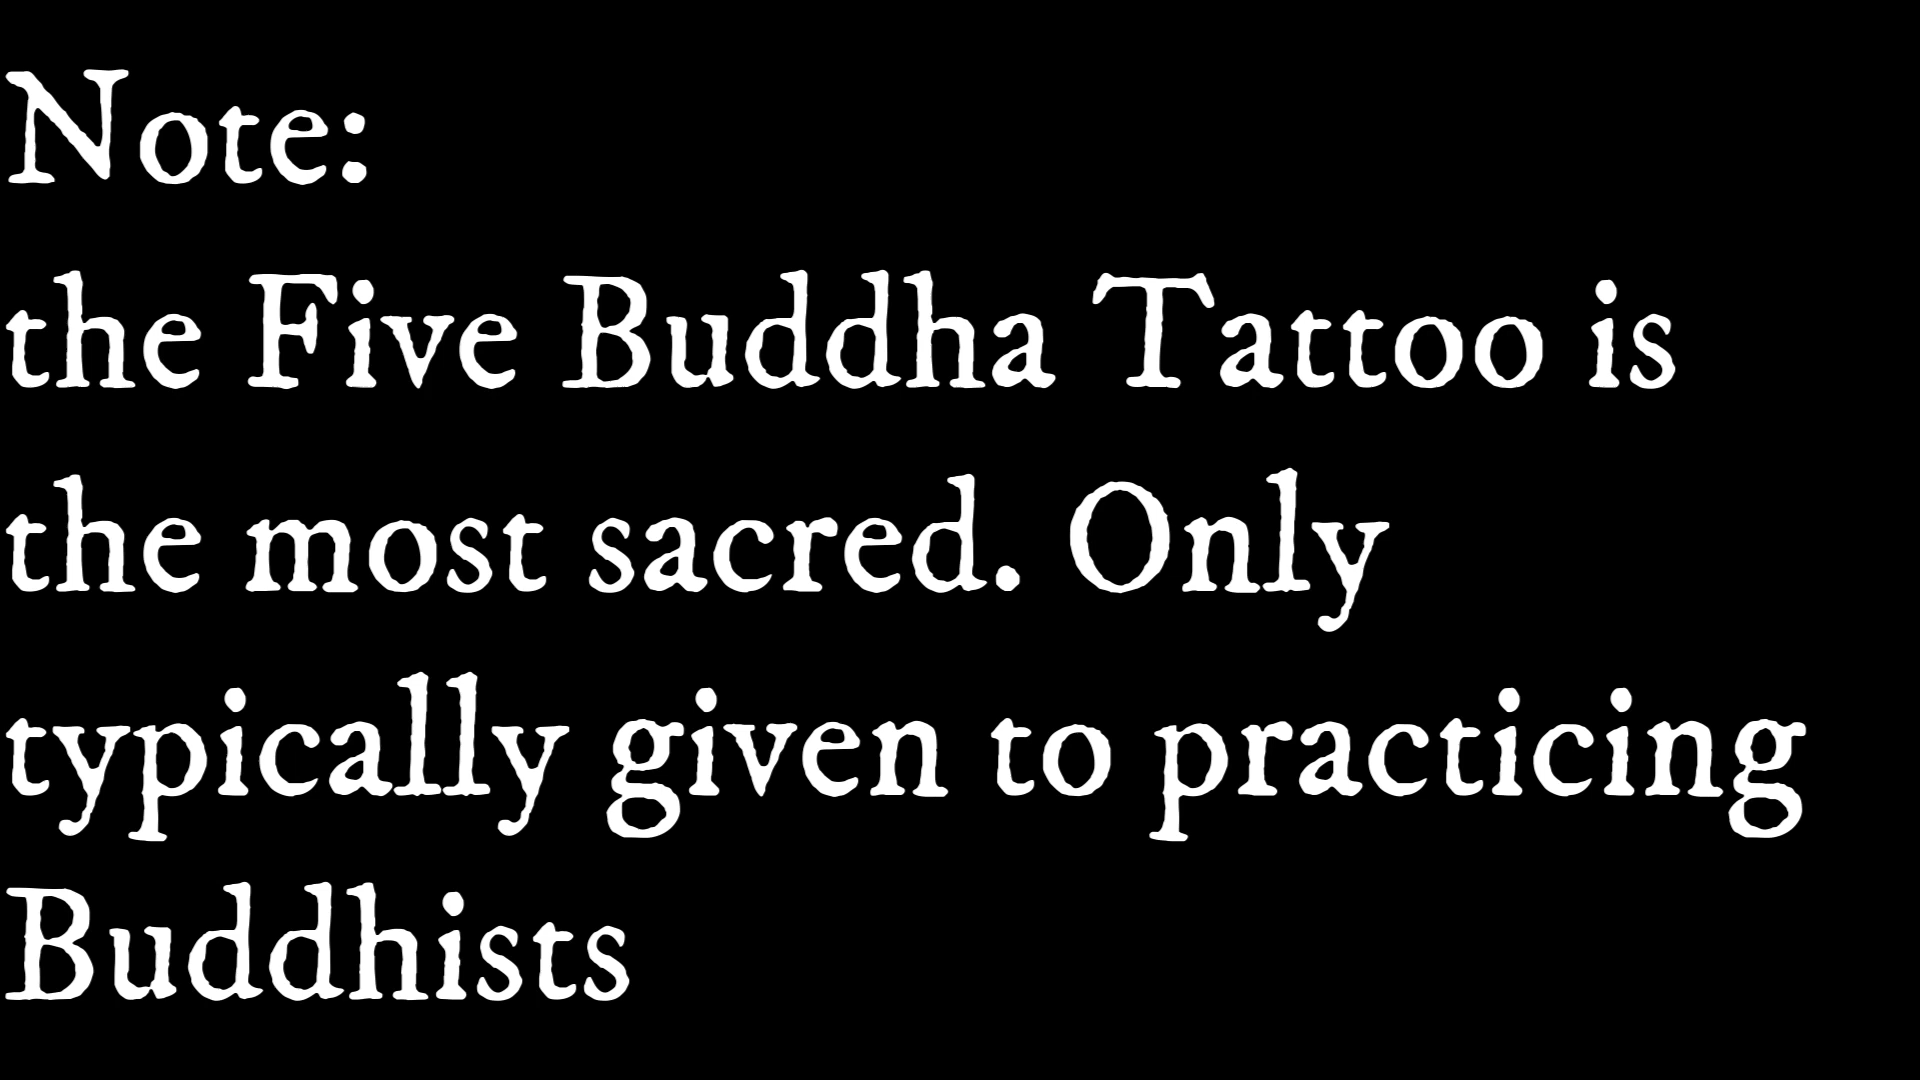 Note:
the Five Buddha Tattoo is
the most sacred. Only
typically given to practicing
Buddhists